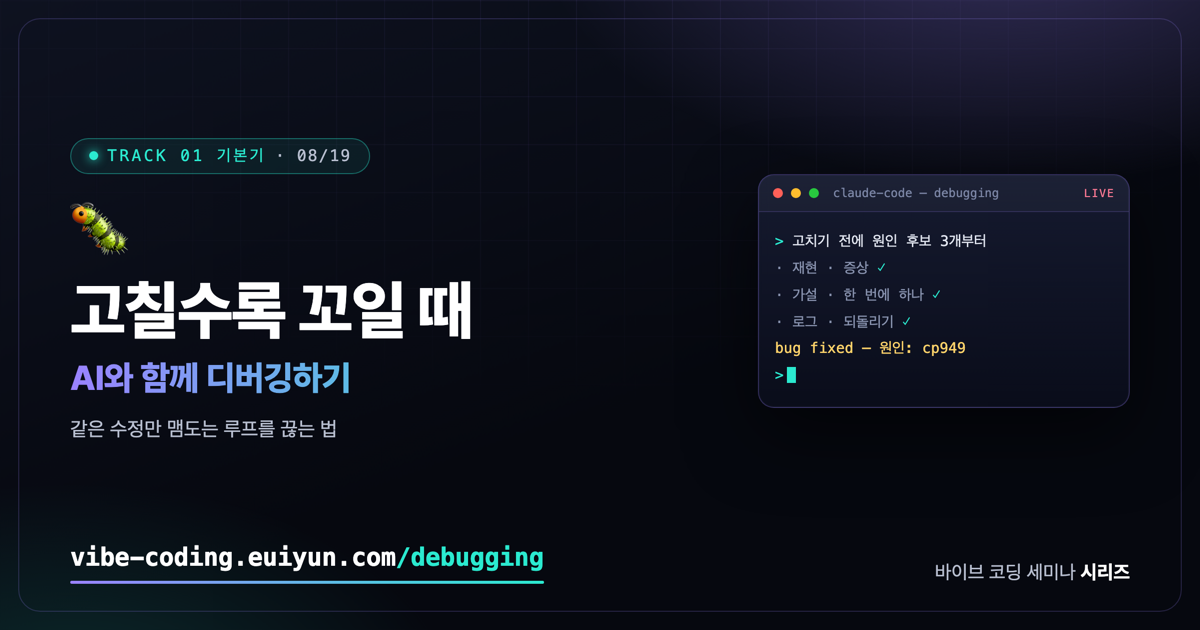 TRACK 01 기본기 · 08/19
고칠수록 꼬일 때
AI와 함께 디버깅하기
같은 수정만 맴도는 루프를 끊는 법
claude-code — debugging
LIVE
> 고치기 전에 원인 후보 3개부터
· 재현 · 증상 ✓
· 가설 · 한 번에 하나 ✓
· 로그 · 되돌리기 ✓
bug fixed — 원인: cp949
>
vibe-coding.euiyun.com/debugging
바이브 코딩 세미나 시리즈